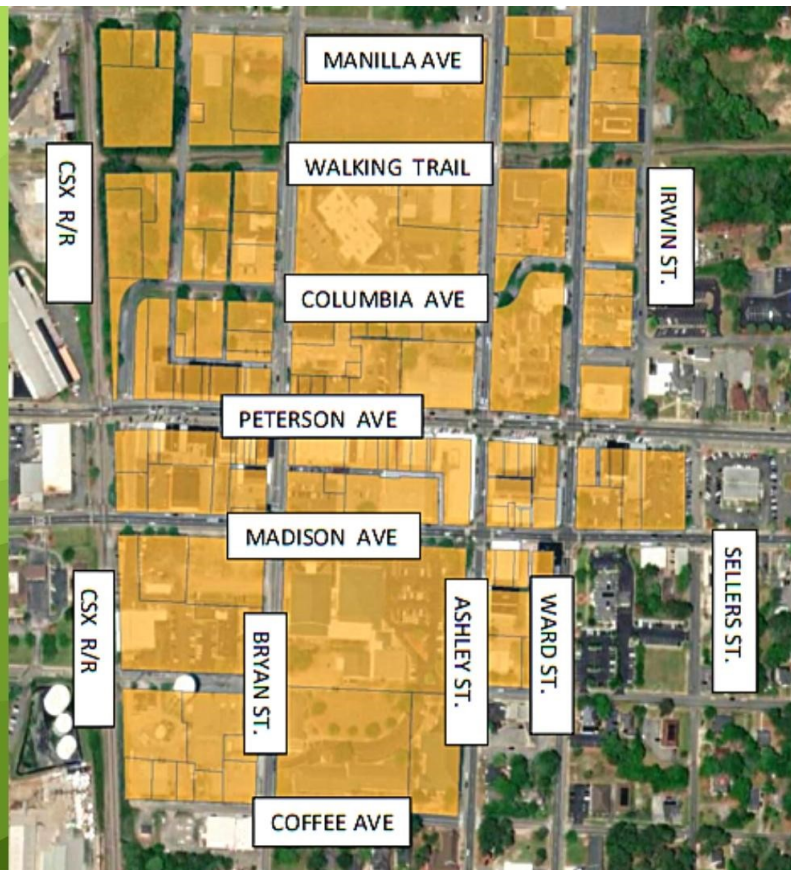 MANILLA AVE
WALKING TRAIL
CSX R/R
IRWIN ST.
COLUMBIA AVE
PETERSON AVE
MADISON AVE
CSX R/R
BRYAN ST.
ASHLEY ST.
WARD ST.
SELLERS ST.
COFFEE AVE